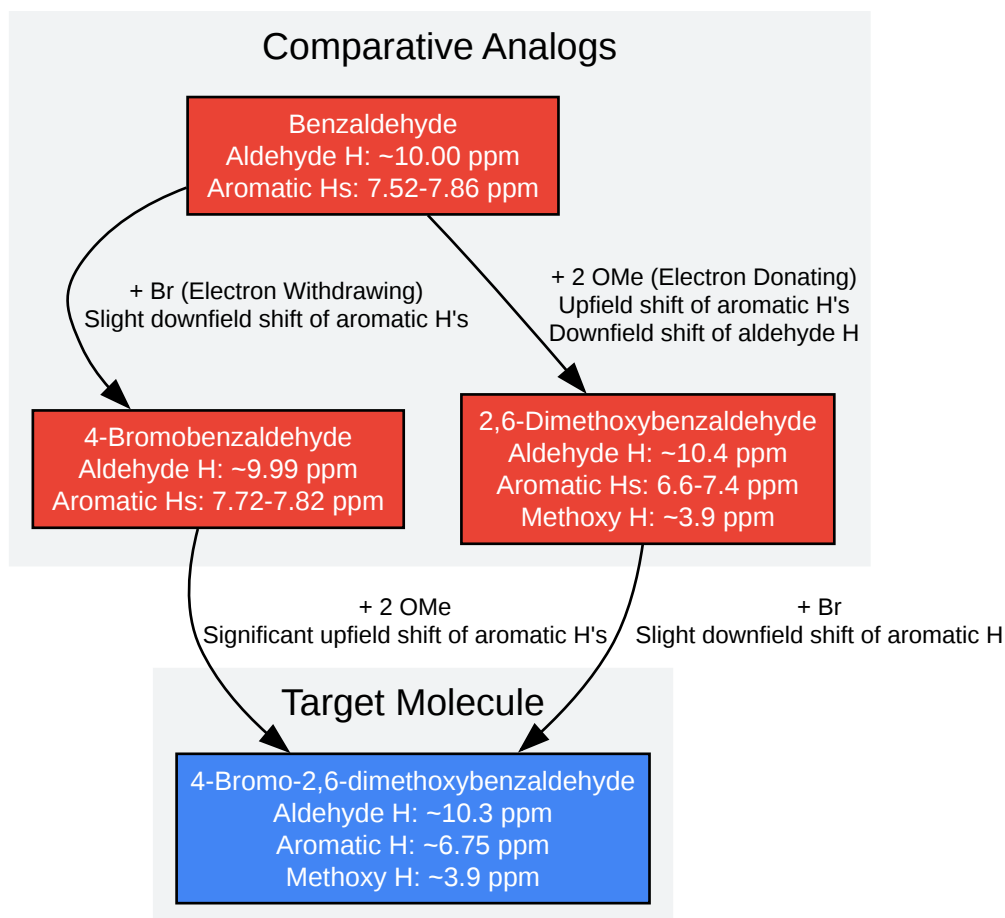 Comparative Analogs
Benzaldehyde
Aldehyde H: ~10.00 ppm
Aromatic Hs: 7.52-7.86 ppm
+ Br (Electron Withdrawing)
Slight downfield shift of aromatic H's
+ 2 OMe (Electron Donating)
Upfield shift of aromatic H's
Downfield shift of aldehyde H
4-Bromobenzaldehyde
Aldehyde H: ~9.99 ppm
Aromatic Hs: 7.72-7.82 ppm
2,6-Dimethoxybenzaldehyde
Aldehyde H: ~10.4 ppm
Aromatic Hs: 6.6-7.4 ppm
Methoxy H: ~3.9 ppm
+ 2 OMe
Significant upfield shift of aromatic H's
+ Br
Slight downfield shift of aromatic H
Target Molecule
4-Bromo-2,6-dimethoxybenzaldehyde
Aldehyde H: ~10.3 ppm
Aromatic H: ~6.75 ppm
Methoxy H: ~3.9 ppm